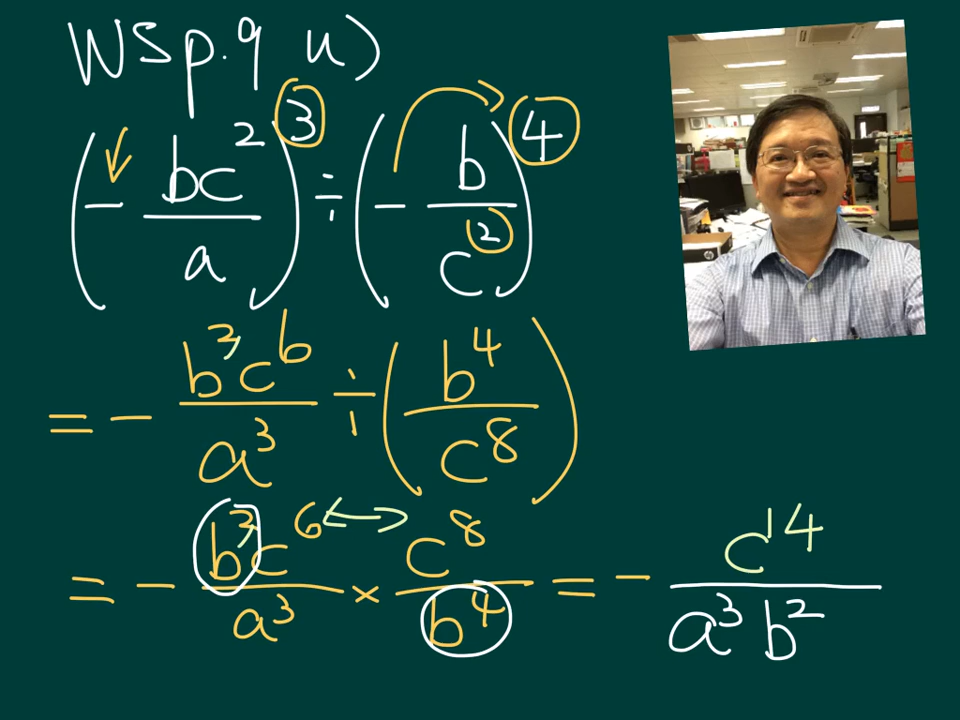 WS p.9 u)
(- bc²/a)³ ÷ (- b/c²)⁴
= - b³c⁶/a³ ÷ (b⁴/c⁸)
= - b³c⁶/a³ × c⁸/b⁴ = - c¹⁴/a³b²